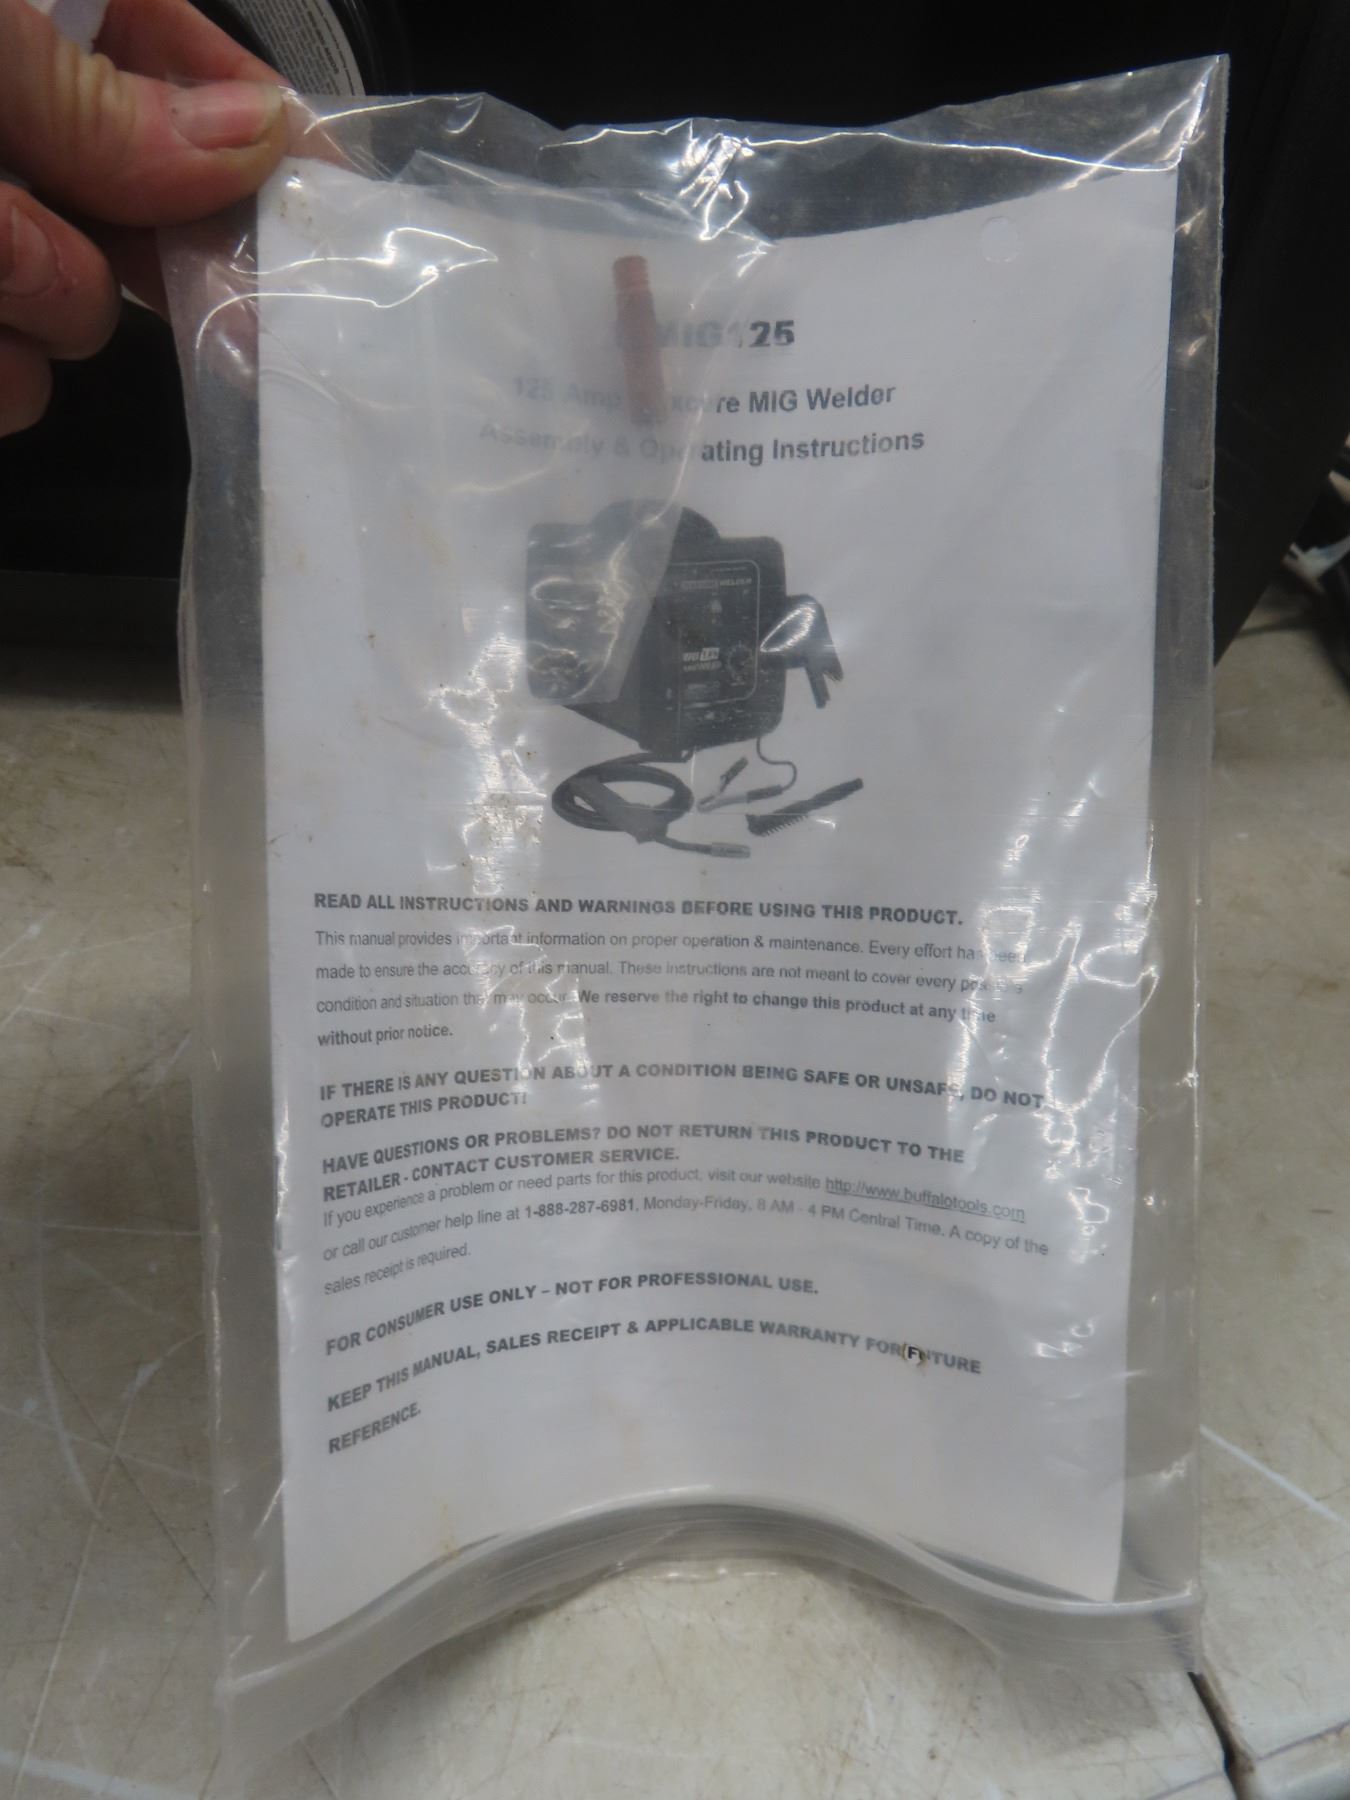 MIG125
125 Amp re MIG Welder
Assembly & Operating Instructions
WELDER
READ ALL INSTRUCTIONS AND WARNINGS BEFORE USING THIS PRODUCT.
This manual provides important information on proper operation & maintenance. Every effort has been
made to ensure the accuracy of this manual. These instructions are not meant to cover every possible
condition and situation that may occur. We reserve the right to change this product at any time
without prior notice.
IF THERE IS ANY QUESTION ABOUT A CONDITION BEING SAFE OR UNSAFE, DO NOT
OPERATE THIS PRODUCT!
HAVE QUESTIONS OR PROBLEMS? DO NOT RETURN THIS PRODUCT TO THE
RETAILER - CONTACT CUSTOMER SERVICE.
If you experience a problem or need parts for this product, visit our website http://www.buffalotools.com
or call our customer help line at 1-888-287-6981, Monday-Friday, 8 AM - 4 PM Central Time. A copy of the
sales receipt is required.
FOR CONSUMER USE ONLY – NOT FOR PROFESSIONAL USE.
KEEP THIS MANUAL, SALES RECEIPT & APPLICABLE WARRANTY FOR FUTURE
REFERENCE.